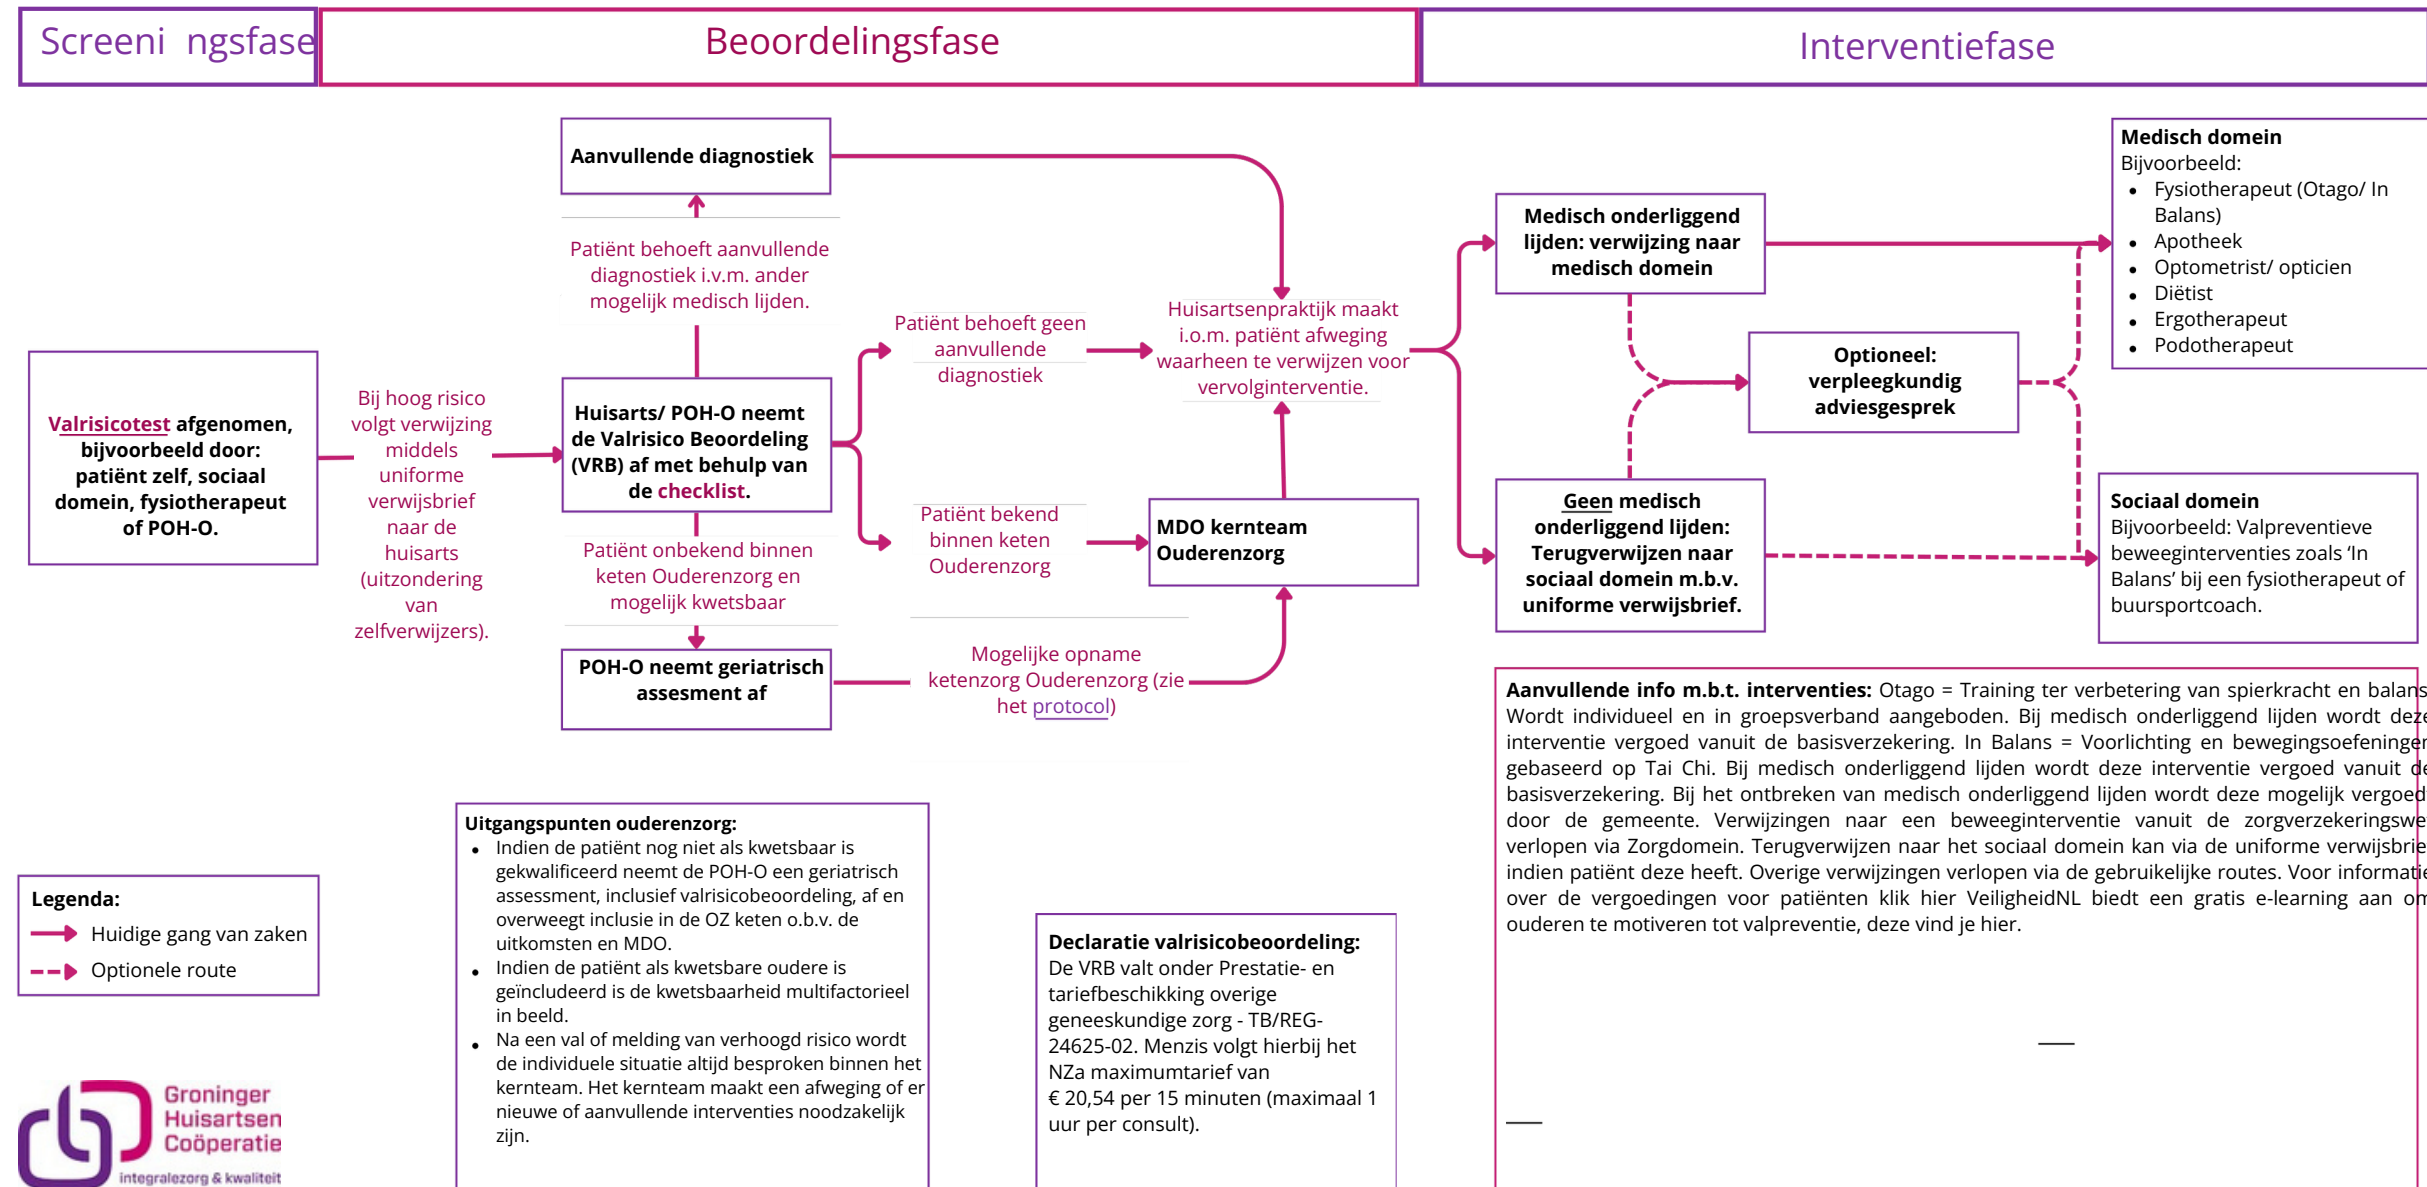 Screeni ngsfase
Beoordelingsfase
Interventiefase
Valrisicotest afgenomen,
bijvoorbeeld door:
patiënt zelf, sociaal
domein, fysiotherapeut
of POH-O.
Bij hoog risico
volgt verwijzing
middels
uniforme
verwijsbrief
naar de
huisarts
(uitzondering
van
zelfverwijzers).
Aanvullende diagnostiek
Patiënt behoeft aanvullende
diagnostiek i.v.m. ander
mogelijk medisch lijden.
Huisarts/ POH-O neemt
de Valrisico Beoordeling
(VRB) af met behulp van
de checklist.
Patiënt onbekend binnen
keten Ouderenzorg en
mogelijk kwetsbaar
POH-O neemt geriatrisch
assesment af
Patiënt behoeft geen
aanvullende
diagnostiek
Patiënt bekend
binnen keten
Ouderenzorg
Mogelijke opname
ketenzorg Ouderenzorg (zie
het protocol)
Huisartsenpraktijk maakt
i.o.m. patiënt afweging
waarheen te verwijzen voor
vervolginterventie.
MDO kernteam
Ouderenzorg
Medisch onderliggend
lijden: verwijzing naar
medisch domein
Optioneel:
verpleegkundig
adviesgesprek
Geen medisch
onderliggend lijden:
Terugverwijzen naar
sociaal domein m.b.v.
uniforme verwijsbrief.
Medisch domein
Bijvoorbeeld:
• Fysiotherapeut (Otago/ In
Balans)
• Apotheek
• Optometrist/ opticien
• Diëtist
• Ergotherapeut
• Podotherapeut
Sociaal domein
Bijvoorbeeld: Valpreventieve
beweeginterventies zoals ‘In
Balans’ bij een fysiotherapeut of
buursportcoach.
Aanvullende info m.b.t. interventies: Otago = Training ter verbetering van spierkracht en balans.
Wordt individueel en in groepsverband aangeboden. Bij medisch onderliggend lijden wordt deze
interventie vergoed vanuit de basisverzekering. In Balans = Voorlichting en bewegingsoefeningen
gebaseerd op Tai Chi. Bij medisch onderliggend lijden wordt deze interventie vergoed vanuit de
basisverzekering. Bij het ontbreken van medisch onderliggend lijden wordt deze mogelijk vergoedt
door de gemeente. Verwijzingen naar een beweeginterventie vanuit de zorgverzekeringswet
verlopen via Zorgdomein. Terugverwijzen naar het sociaal domein kan via de uniforme verwijsbrief
indien patiënt deze heeft. Overige verwijzingen verlopen via de gebruikelijke routes. Voor informatie
over de vergoedingen voor patiënten klik hier VeiligheidNL biedt een gratis e-learning aan om
ouderen te motiveren tot valpreventie, deze vind je hier.
Legenda:
Huidige gang van zaken
Optionele route
Uitgangspunten ouderenzorg:
• Indien de patiënt nog niet als kwetsbaar is
gekwalificeerd neemt de POH-O een geriatrisch
assessment, inclusief valrisicobeoordeling, af en
overweegt inclusie in de OZ keten o.b.v. de
uitkomsten en MDO.
• Indien de patiënt als kwetsbare oudere is
geïncludeerd is de kwetsbaarheid multifactorieel
in beeld.
• Na een val of melding van verhoogd risico wordt
de individuele situatie altijd besproken binnen het
kernteam. Het kernteam maakt een afweging of er
nieuwe of aanvullende interventies noodzakelijk
zijn.
Declaratie valrisicobeoordeling:
De VRB valt onder Prestatie- en
tariefbeschikking overige
geneeskundige zorg - TB/REG-
24625-02. Menzis volgt hierbij het
NZa maximumtarief van
€ 20,54 per 15 minuten (maximaal 1
uur per consult).
Groninger
Huisartsen
Coöperatie
integralezorg & kwaliteit